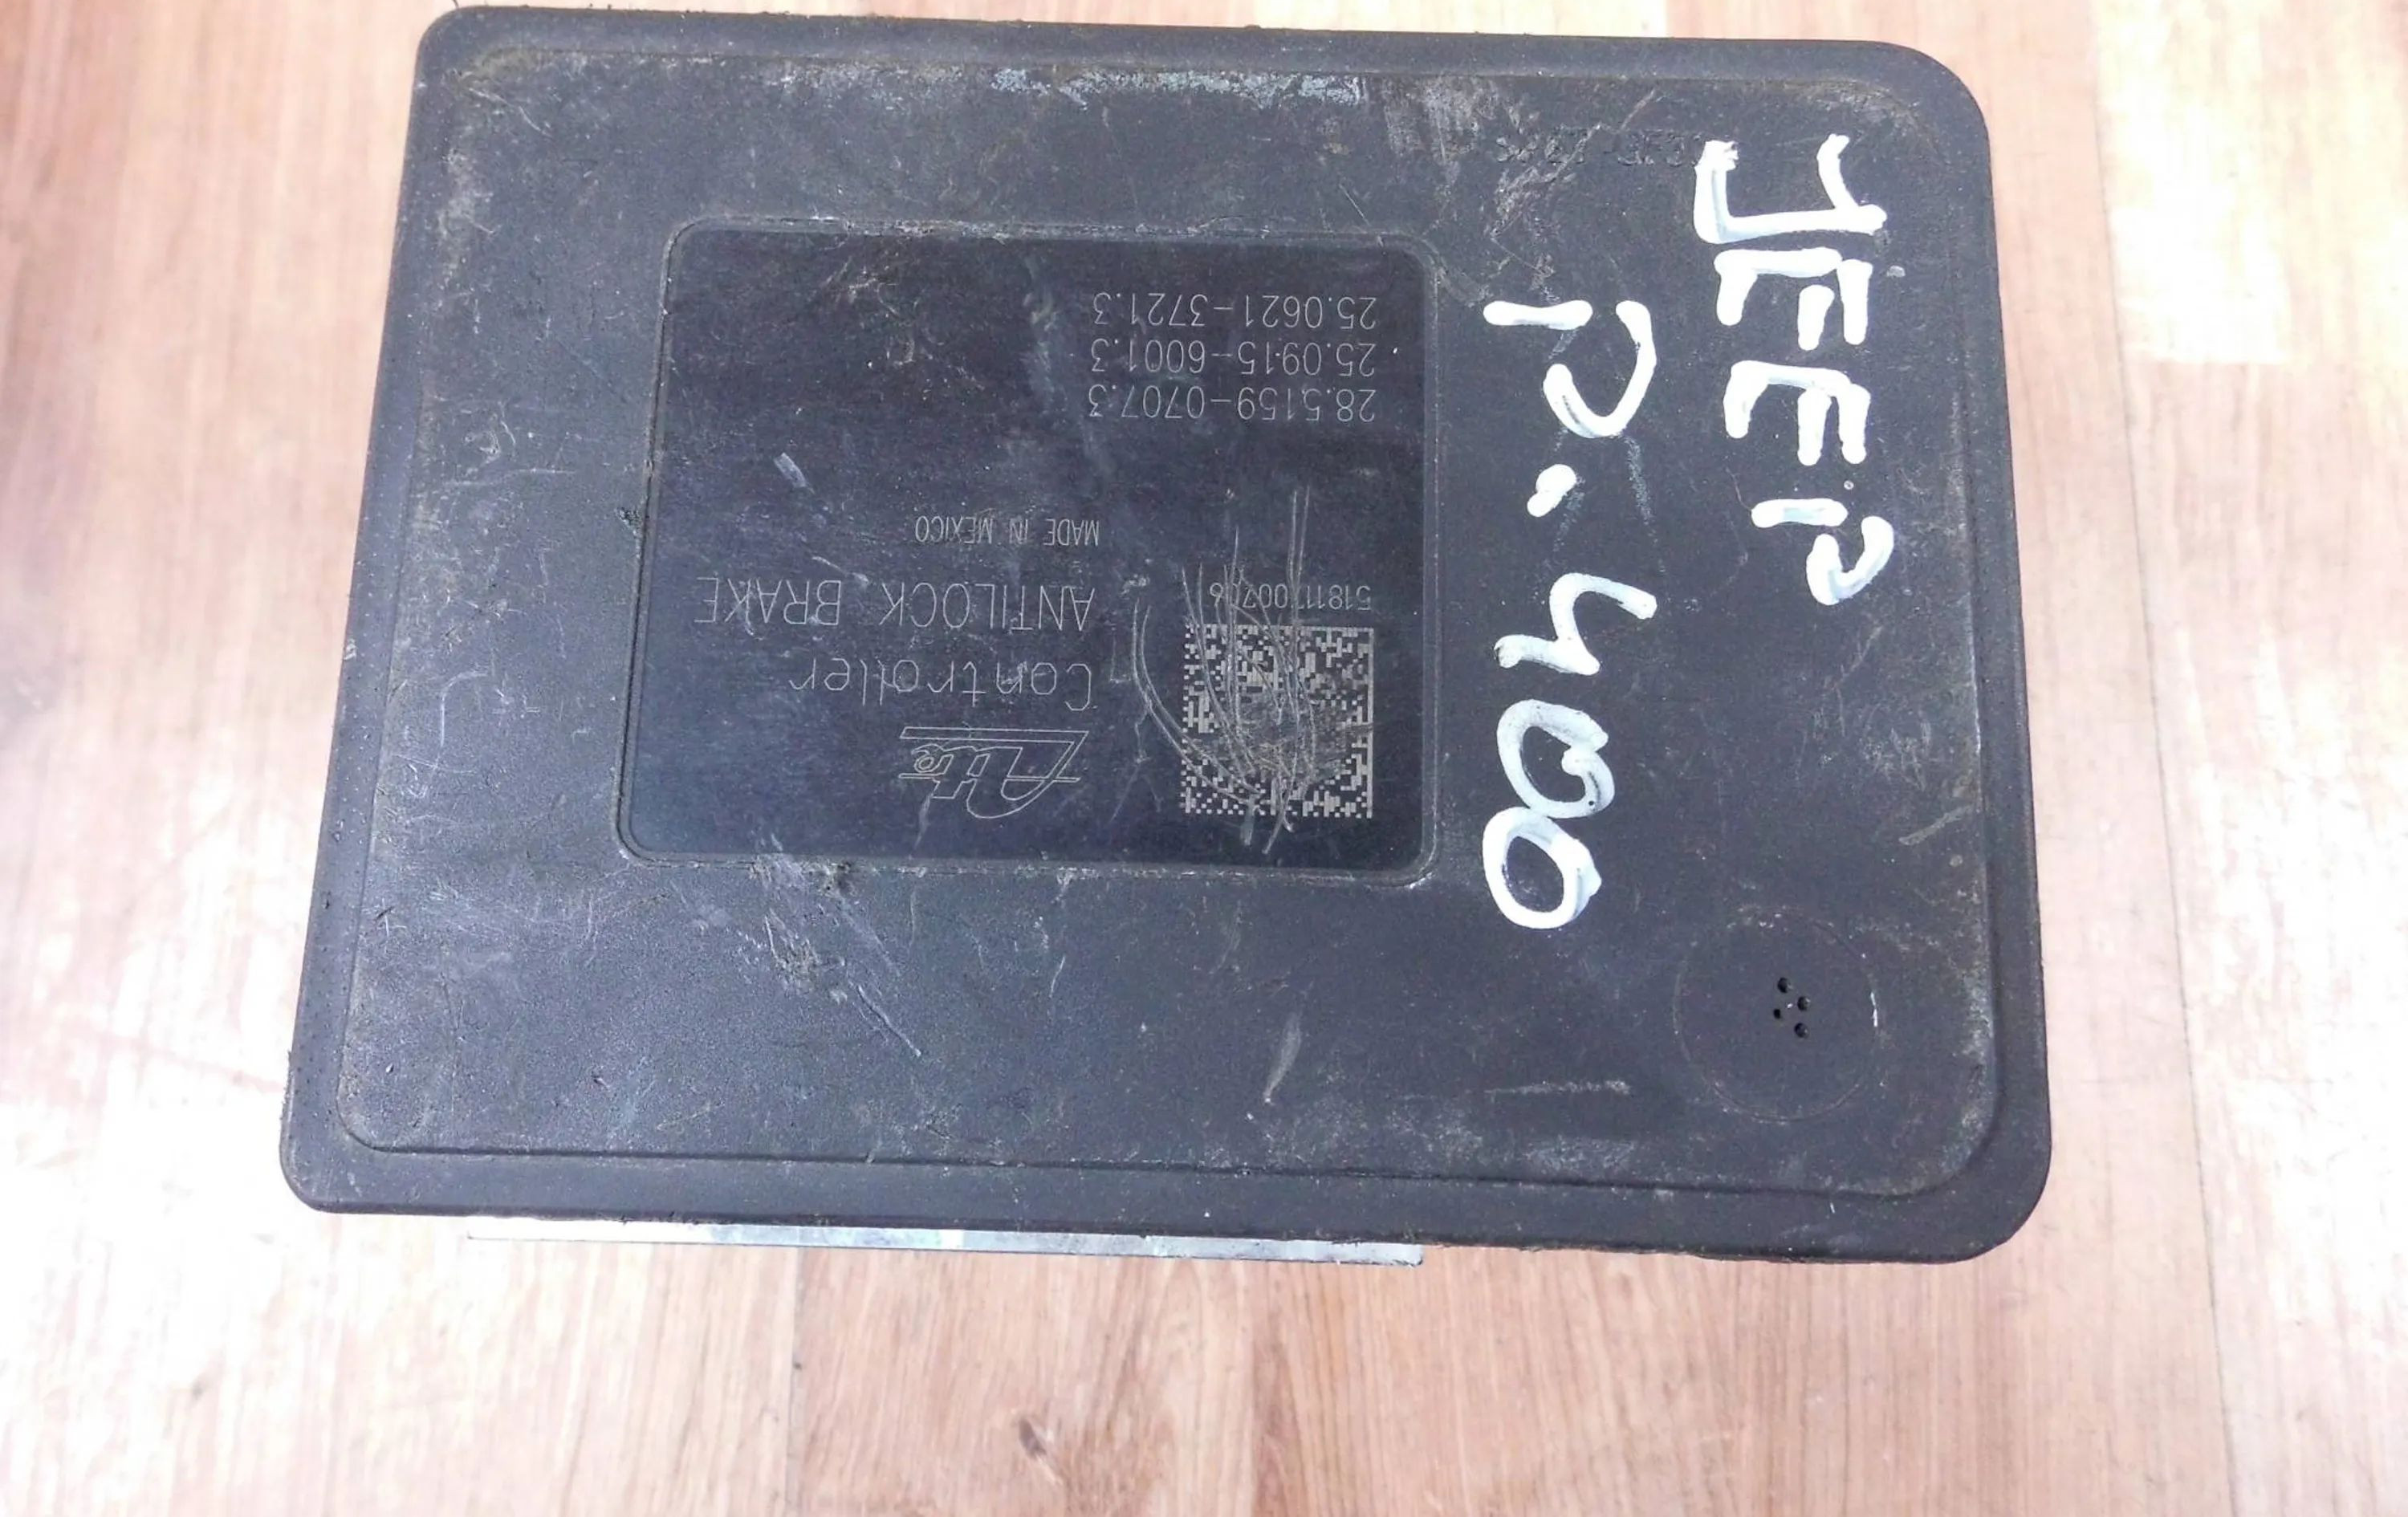 JEEP
P. 400
Ate
Controller
ANTILOCK BRAKE
MADE IN MEXICO
28.5159-0707.3
25.0915-6001.3
25.0621-3721.3